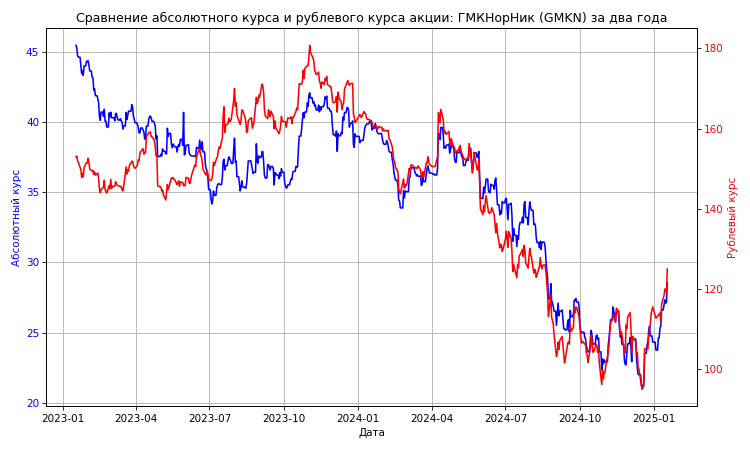 Сравнение абсолютного курса и рублевого курса акции: ГМКНорНик (GMKN) за два года
Абсолютный курс
45
40
35
30
25
20
180
160
140
120
100
Рублевый курс
2023-01 2023-04 2023-07 2023-10 2024-01 2024-04 2024-07 2024-10 2025-01
Дата